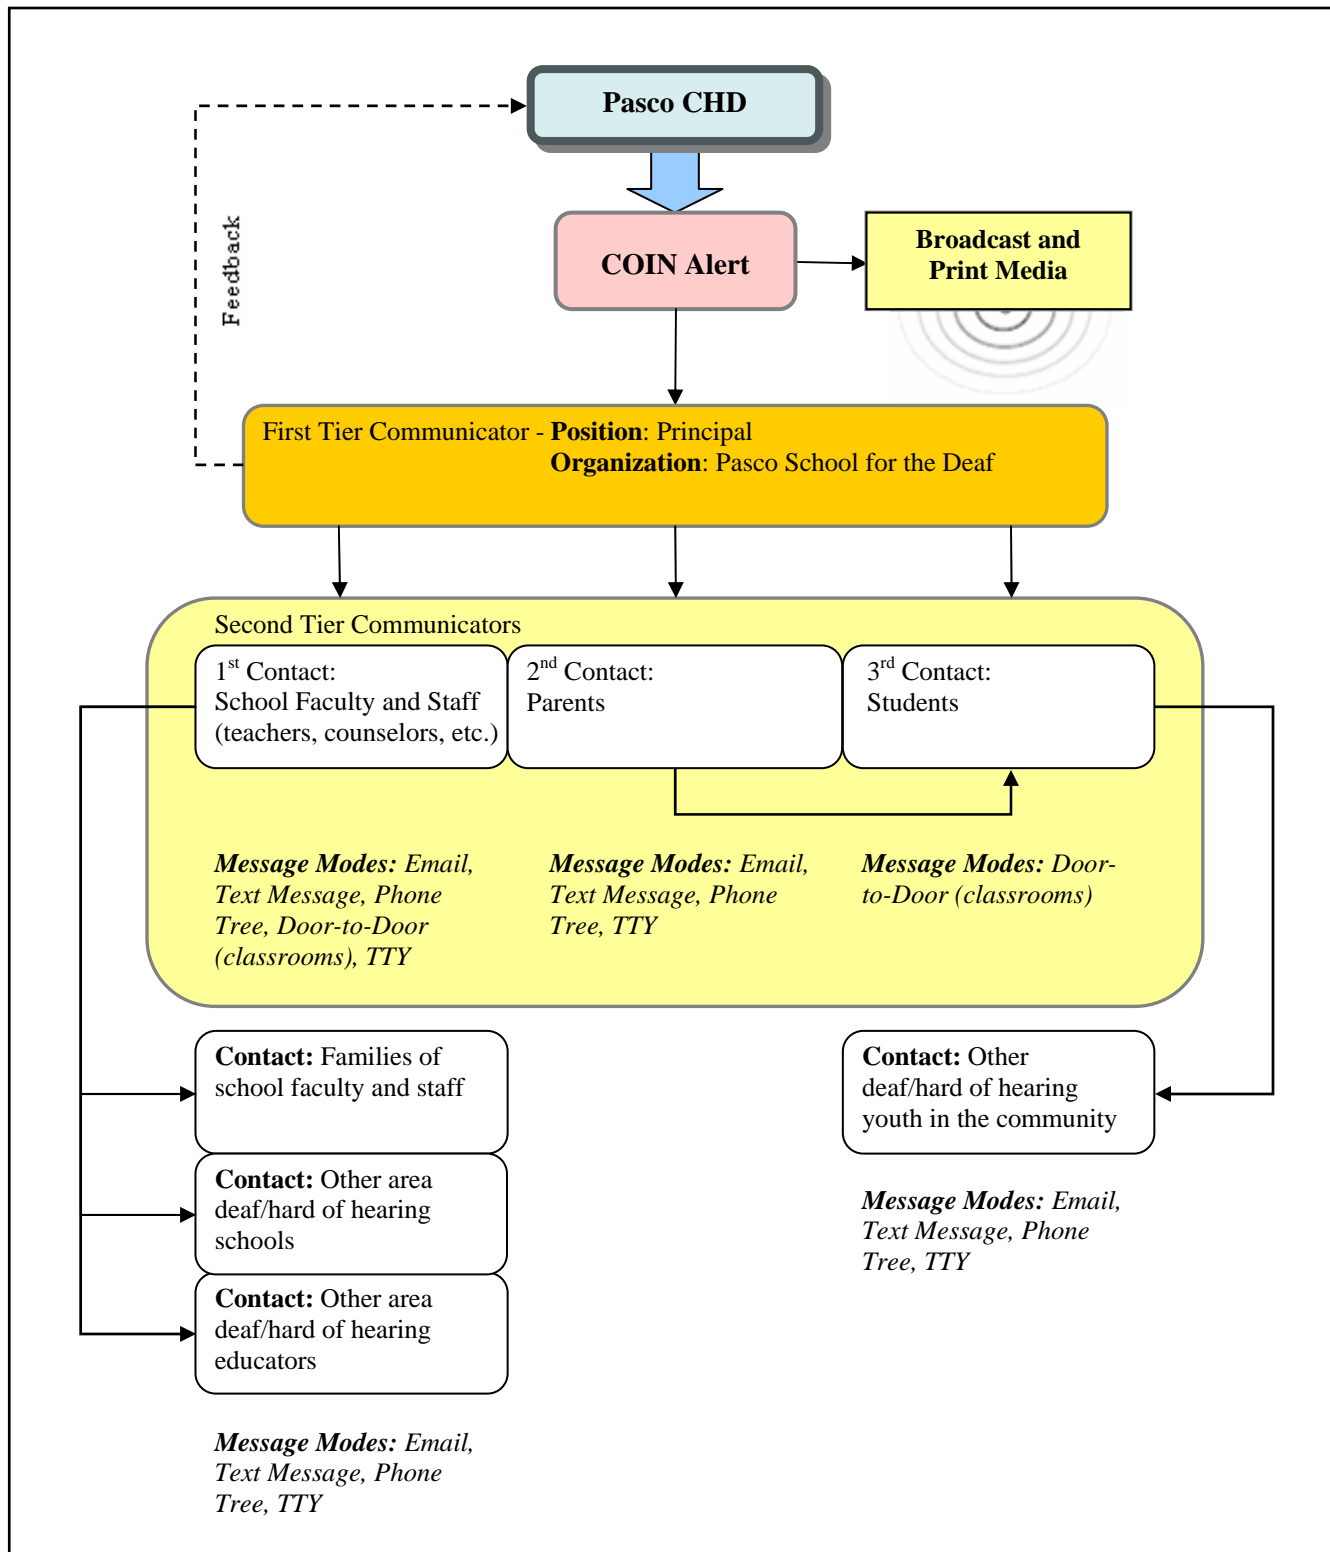 Pasco CHD
Feedback
COIN Alert
Broadcast and
Print Media
First Tier Communicator - Position: Principal
Organization: Pasco School for the Deaf
Second Tier Communicators
1st Contact:
School Faculty and Staff
(teachers, counselors, etc.)
2nd Contact:
Parents
3rd Contact:
Students
Message Modes: Email,
Text Message, Phone
Tree, Door-to-Door
(classrooms), TTY
Message Modes: Email,
Text Message, Phone
Tree, TTY
Message Modes: Door-
to-Door (classrooms)
Contact: Families of
school faculty and staff
Contact: Other area
deaf/hard of hearing
schools
Contact: Other area
deaf/hard of hearing
educators
Message Modes: Email,
Text Message, Phone
Tree, TTY
Contact: Other
deaf/hard of hearing
youth in the community
Message Modes: Email,
Text Message, Phone
Tree, TTY